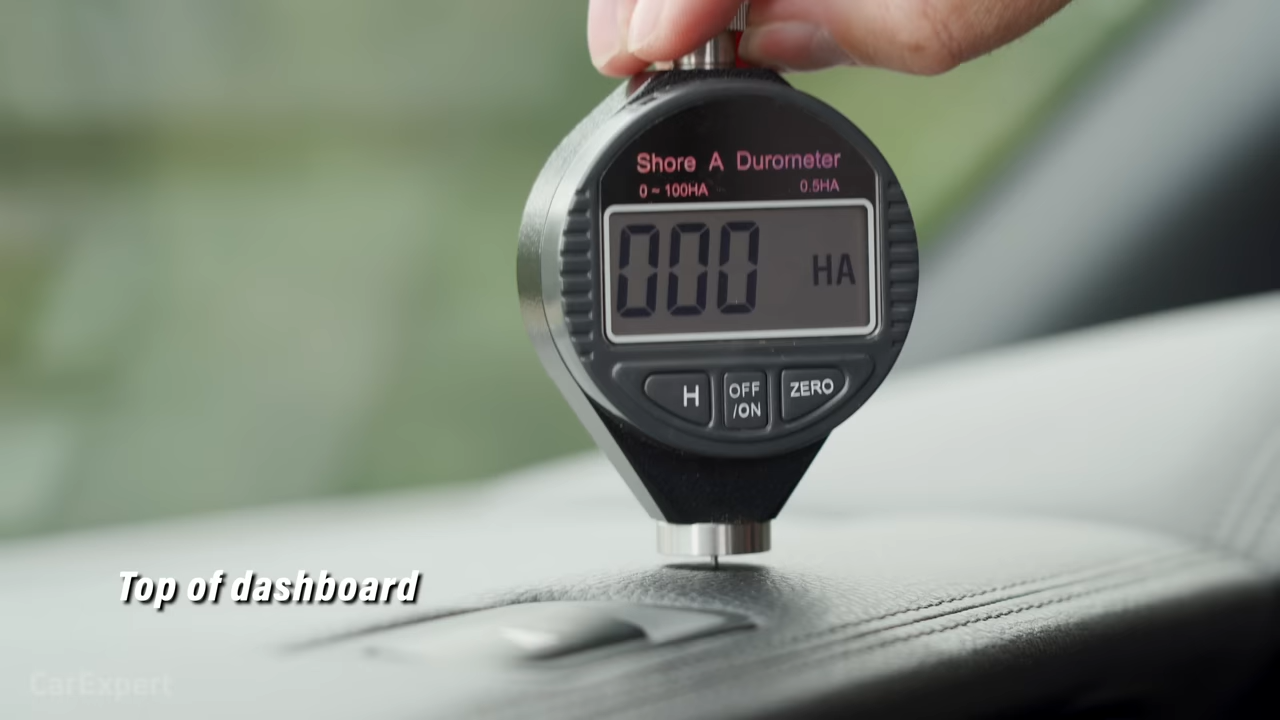 Shore A Durometer
0 ~ 100HA 0.5HA
000 HA
H OFF/ON ZERO
Top of dashboard
CarExpert